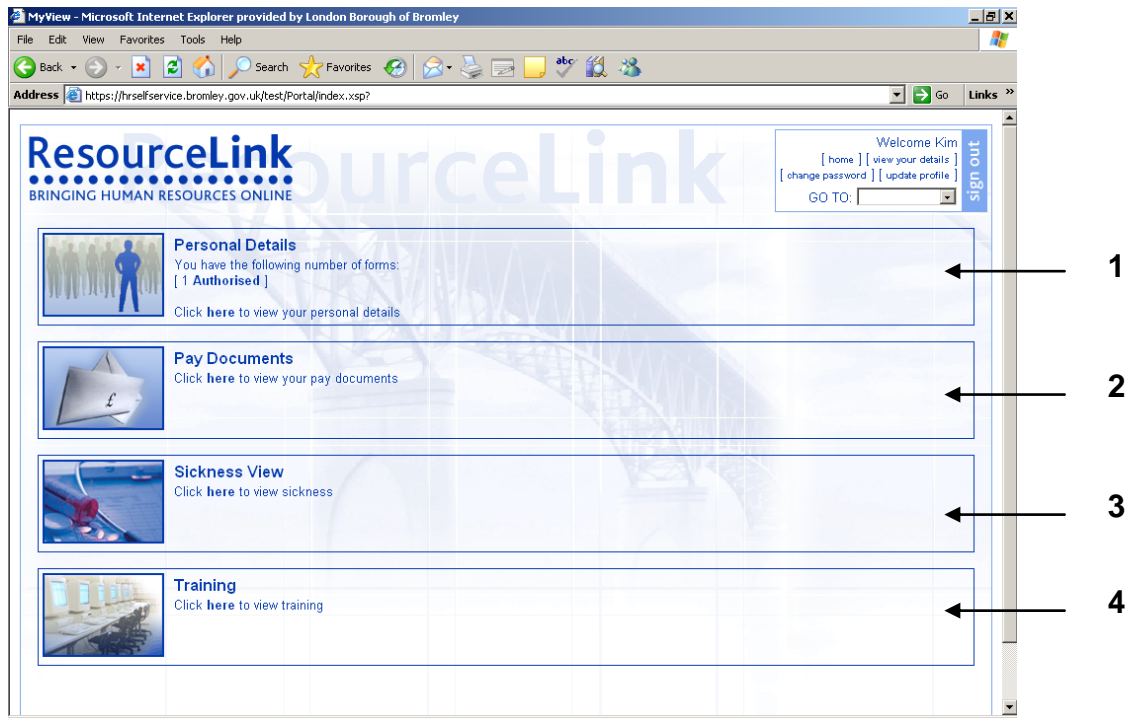 MyView - Microsoft Internet Explorer provided by London Borough of Bromley
File Edit View Favorites Tools Help
Back Search Favorites abc
Address https://hrselfservice.bromley.gov.uk/test/Portal/index.xsp? Go Links »
ResourceLink
ResourceLink
BRINGING HUMAN RESOURCES ONLINE
Welcome Kim
[ home ] [ view your details ]
[ change password ] [ update profile ]
GO TO:
sign out
Personal Details
You have the following number of forms:
[ 1 Authorised ]
Click here to view your personal details
1
Pay Documents
Click here to view your pay documents
£
2
Sickness View
Click here to view sickness
3
Training
Click here to view training
4